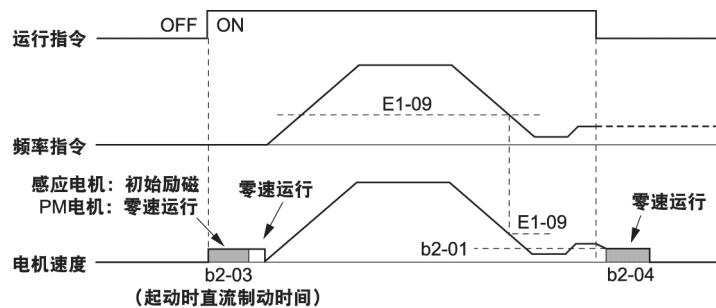 运行指令
OFF
ON
E1-09
频率指令
感应电机：初始励磁
PM电机：零速运行
零速运行
E1-09
零速运行
b2-01
电机速度
b2-03
b2-04
（起动时直流制动时间）